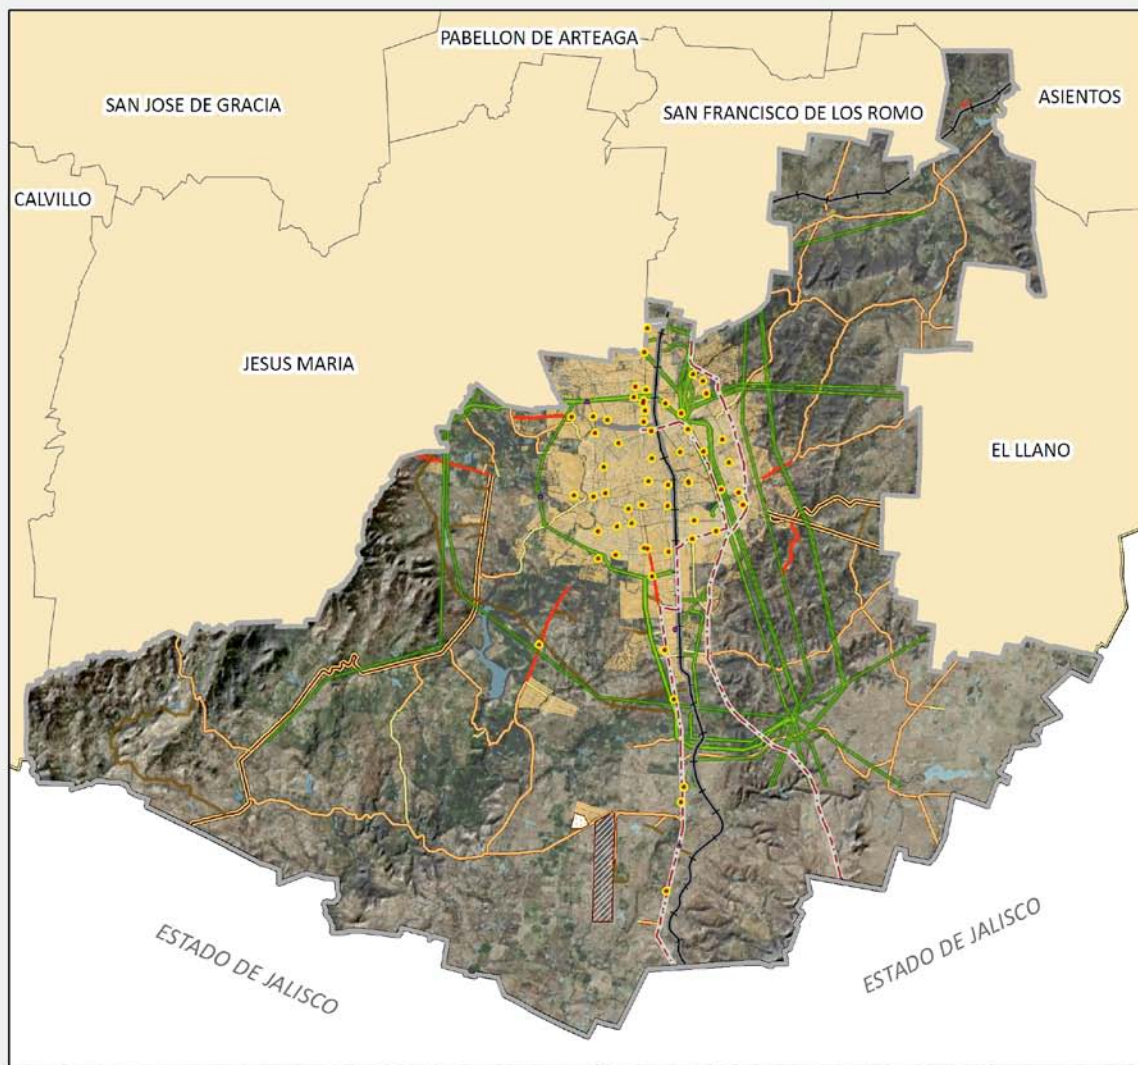 PABELLON DE ARTEAGA
SAN JOSE DE GRACIA
ASIENTOS
SAN FRANCISCO DE LOS ROMO
CALVILLO
JESUS MARIA
EL LLANO
ESTADO DE JALISCO
ESTADO DE JALISCO